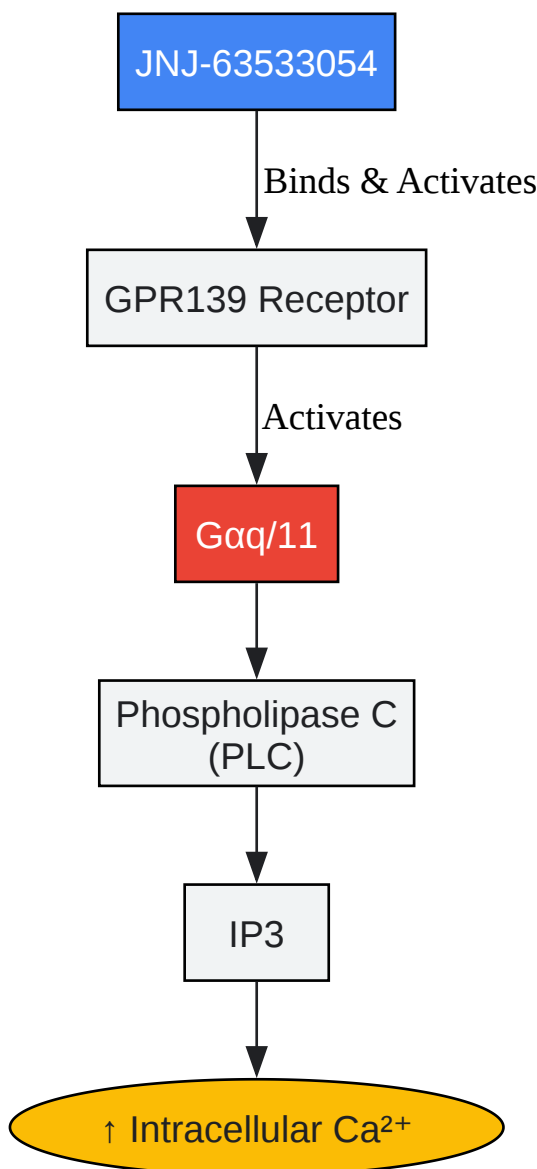 JNJ-63533054
Binds & Activates
GPR139 Receptor
Activates
Gαq/11
Phospholipase C
(PLC)
IP3
↑ Intracellular Ca²⁺